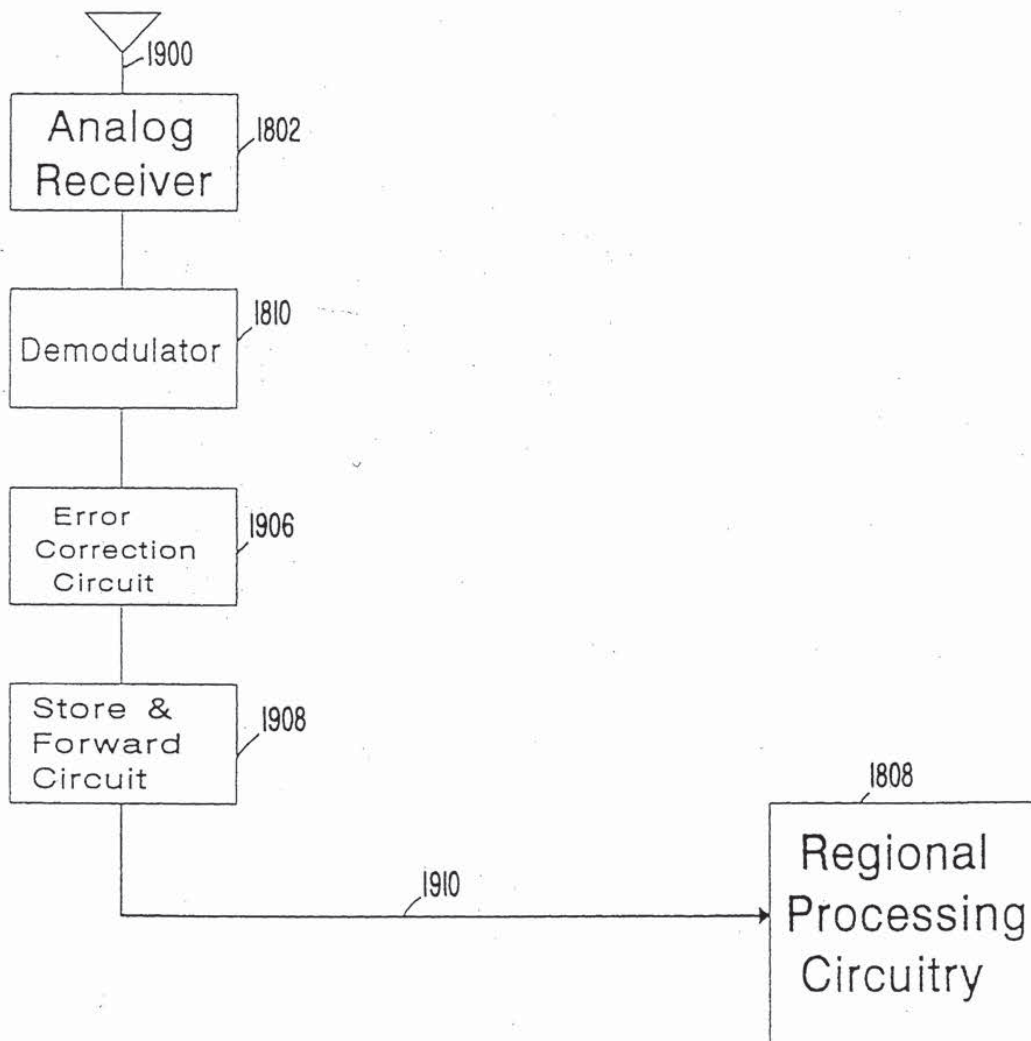 1900
Analog
Receiver
1802
Demodulator
1810
Error
Correction
Circuit
1906
Store &
Forward
Circuit
1908
1910
1808
Regional
Processing
Circuitry